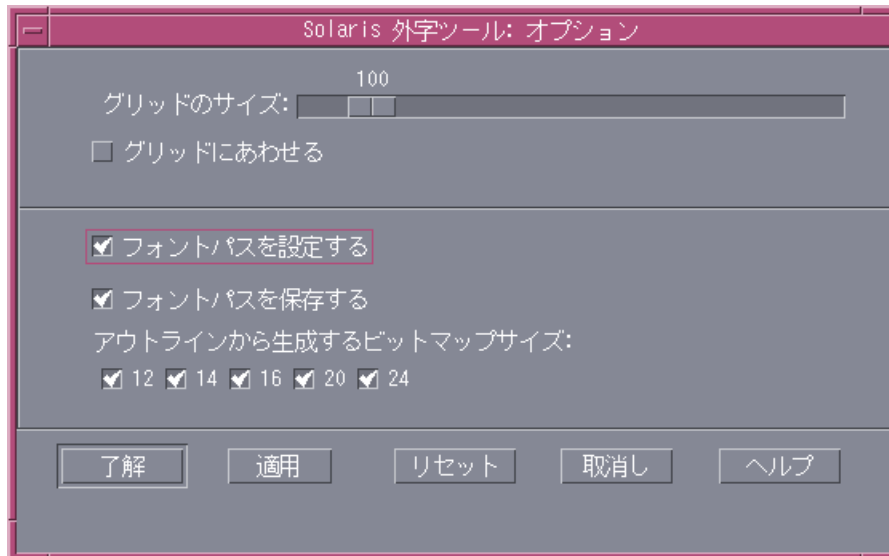 Solaris 外字ツール: オプション
100
グリッドのサイズ:
グリッドにあわせる
フォントパスを設定する
フォントパスを保存する
アウトラインから生成するビットマップサイズ:
12 14 16 20 24
了解 適用 リセット 取消し ヘルプ